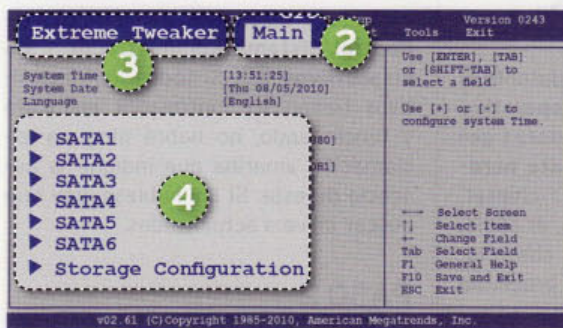 Version 0243
Extreme Tweaker Main Tools Exit
2
3
System Time [13:51:25]
System Date [Thu 08/05/2010]
Language [English]
SATA1
SATA2
SATA3
SATA4
SATA5
SATA6
Storage Configuration
4
Use [ENTER], [TAB]
or [SHIFT-TAB] to
select a field.
Use [+] or [-] to
configure system Time.
←→ Select Screen
↑↓ Select Item
+- Change Field
Tab Select Field
F1 General Help
F10 Save and Exit
ESC Exit
v02.61 (C)Copyright 1985-2010, American Megatrends, Inc.